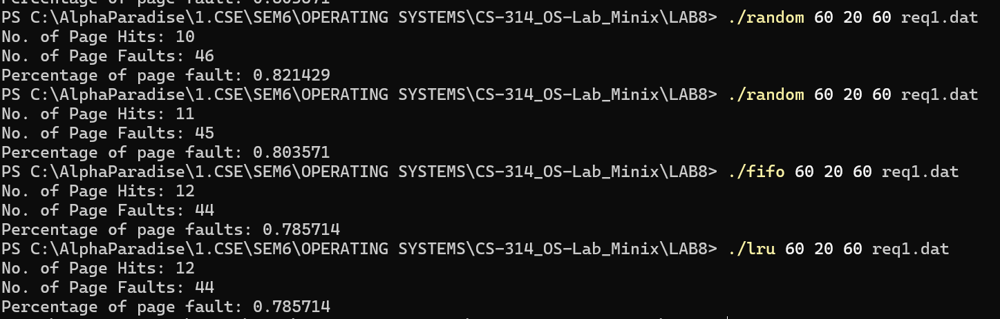 Percentage of page fault: 0.803571
PS C:\AlphaParadise\1.CSE\SEM6\OPERATING SYSTEMS\CS-314_OS-Lab_Minix\LAB8> ./random 60 20 60 req1.dat
No. of Page Hits: 10
No. of Page Faults: 46
Percentage of page fault: 0.821429
PS C:\AlphaParadise\1.CSE\SEM6\OPERATING SYSTEMS\CS-314_OS-Lab_Minix\LAB8> ./random 60 20 60 req1.dat
No. of Page Hits: 11
No. of Page Faults: 45
Percentage of page fault: 0.803571
PS C:\AlphaParadise\1.CSE\SEM6\OPERATING SYSTEMS\CS-314_OS-Lab_Minix\LAB8> ./fifo 60 20 60 req1.dat
No. of Page Hits: 12
No. of Page Faults: 44
Percentage of page faults: 0.785714
PS C:\AlphaParadise\1.CSE\SEM6\OPERATING SYSTEMS\CS-314_OS-Lab_Minix\LAB8> ./lru 60 20 60 req1.dat
No. of Page Hits: 12
No. of Page Faults: 44
Percentage of page fault: 0.785714